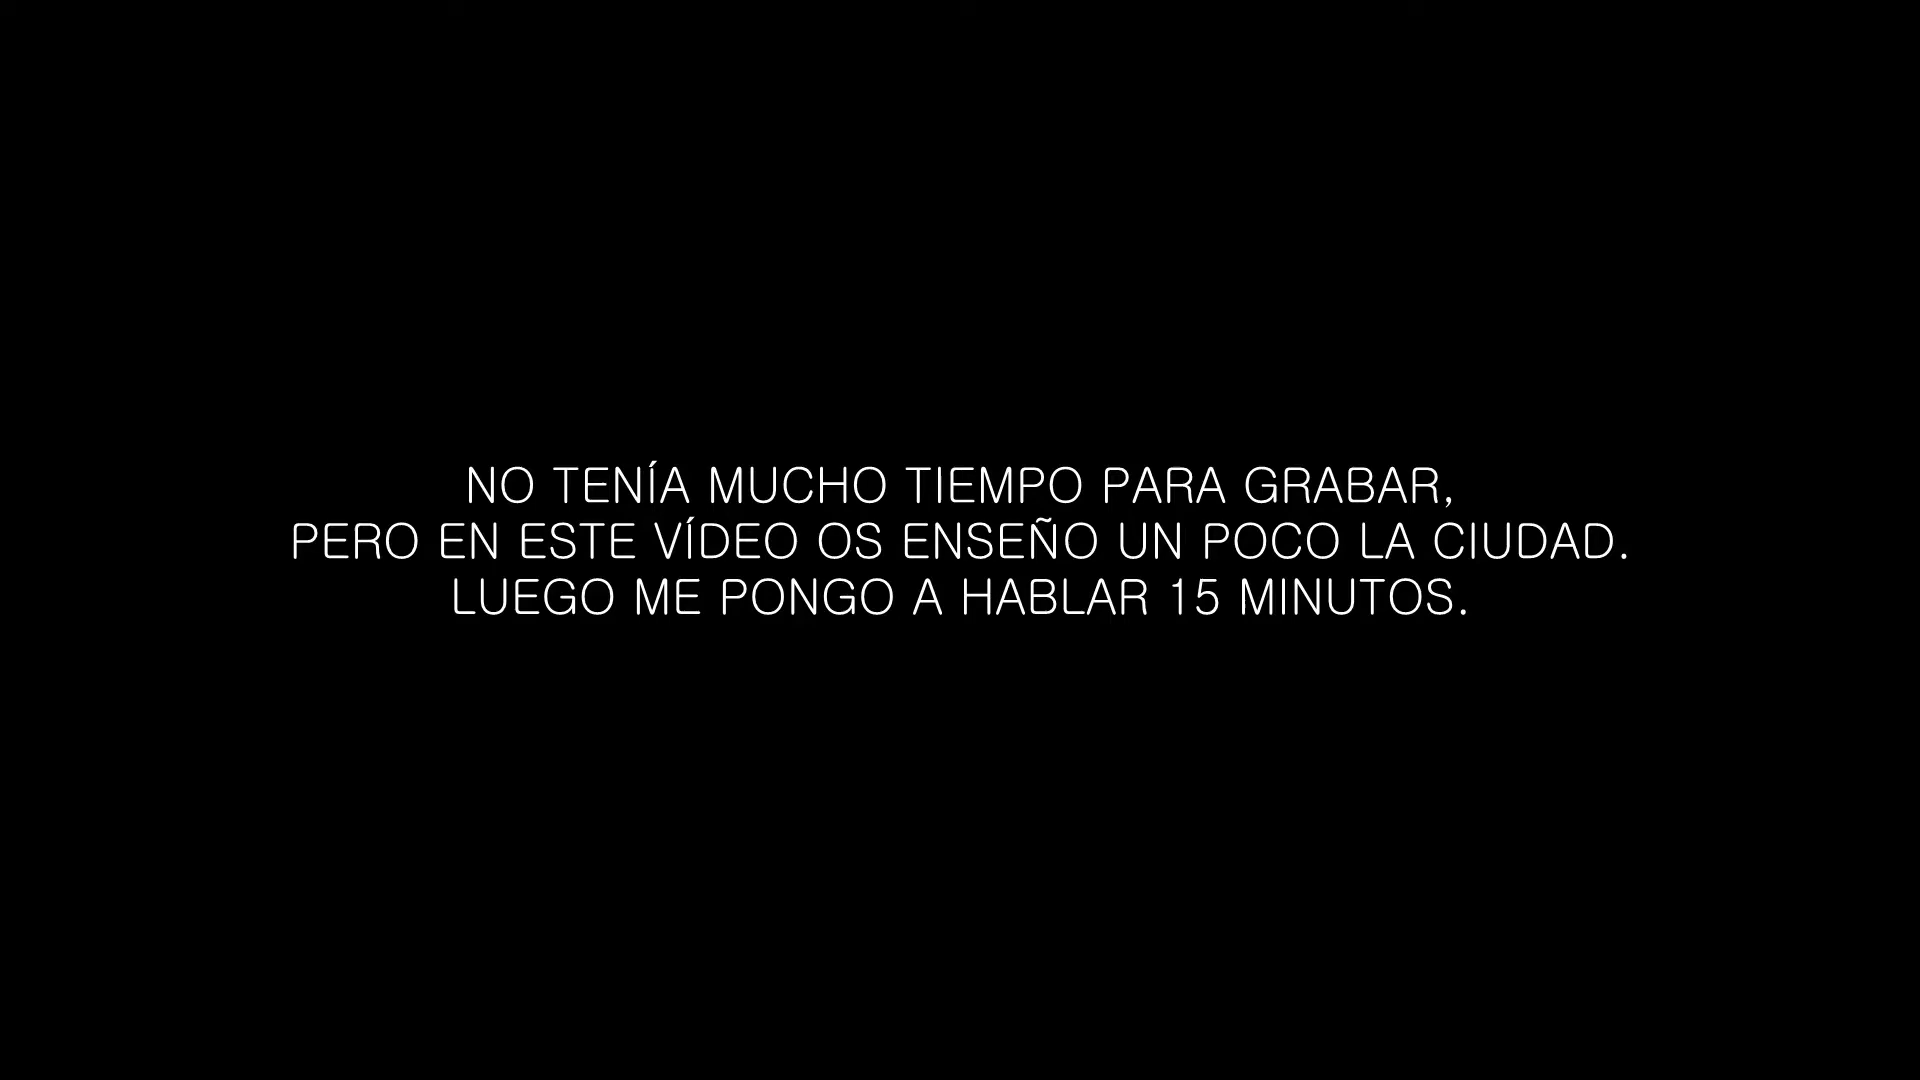 NO TENÍA MUCHO TIEMPO PARA GRABAR,
PERO EN ESTE VÍDEO OS ENSEÑO UN POCO LA CIUDAD.
LUEGO ME PONGO A HABLAR 15 MINUTOS.